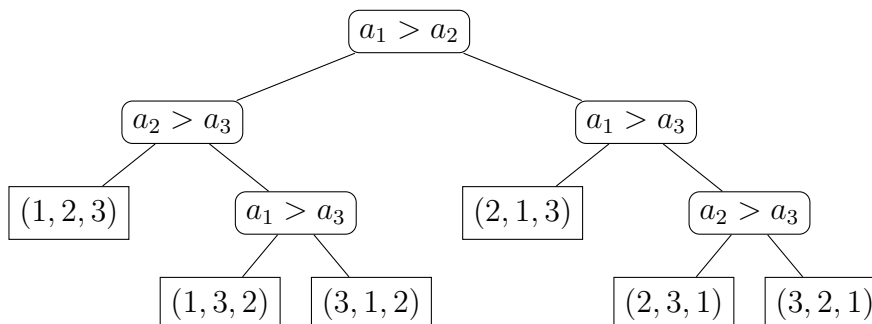 a₁ > a₂
a₂ > a₃
a₁ > a₃
(1, 2, 3)
a₁ > a₃
(2, 1, 3)
a₂ > a₃
(1, 3, 2)
(3, 1, 2)
(2, 3, 1)
(3, 2, 1)